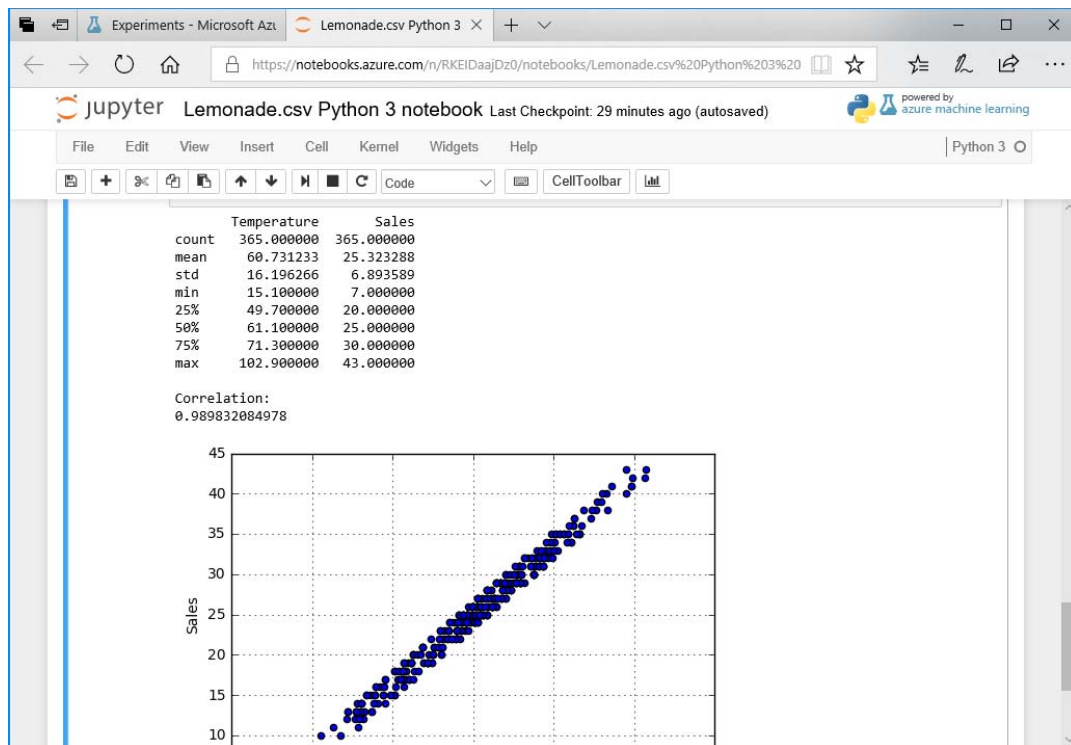 Experiments - Microsoft Azu
Lemonade.csv Python 3
https://notebooks.azure.com/n/RKEIDaajDz0/notebooks/Lemonade.csv%20Python%203%20
jupyter Lemonade.csv Python 3 notebook Last Checkpoint: 29 minutes ago (autosaved)
powered by
azure machine learning
File Edit View Insert Cell Kernel Widgets Help Python 3
Code CellToolbar
Temperature Sales
count 365.000000 365.000000
mean 60.731233 25.323288
std 16.196266 6.893589
min 15.100000 7.000000
25% 49.700000 20.000000
50% 61.100000 25.000000
75% 71.300000 30.000000
max 102.900000 43.000000
Correlation:
0.989832084978
45
40
35
30
25
20
15
10
Sales